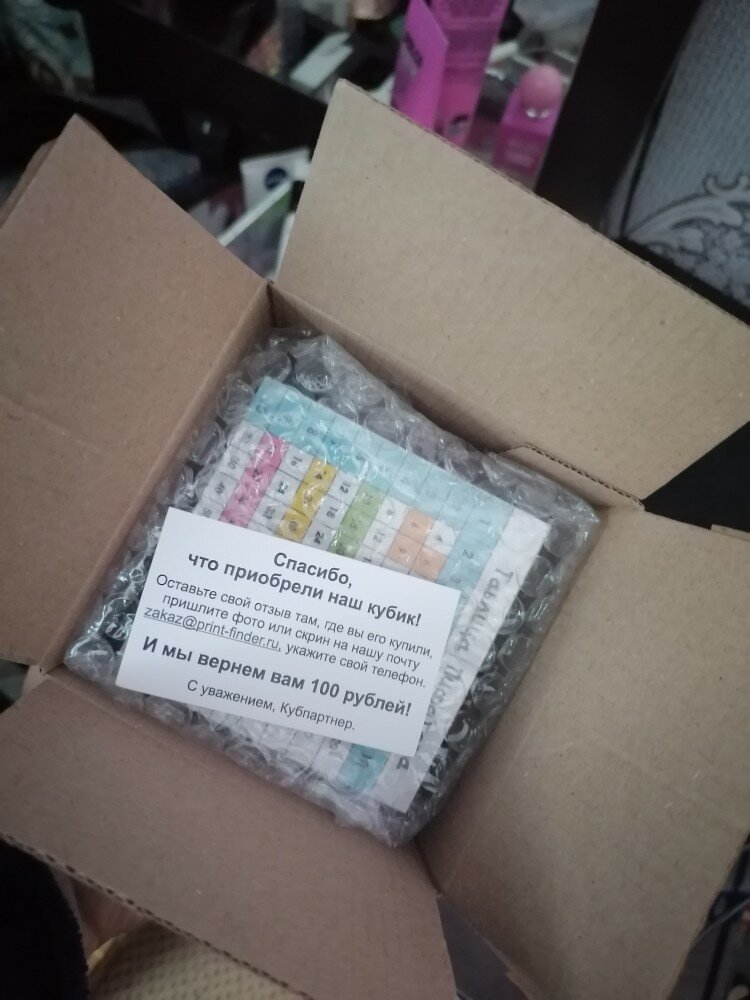 Спасибо,
что приобрели наш кубик!
Оставьте свой отзыв там, где вы его купили,
пришлите фото или скрин на нашу почту
zakaz@print-finder.ru, укажите свой телефон.
И мы вернем вам 100 рублей!
С уважением, Кубпартнер.
Таблица